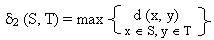 δ₂ (S, T) = max { d (x, y)
x ∈ S, y ∈ T }